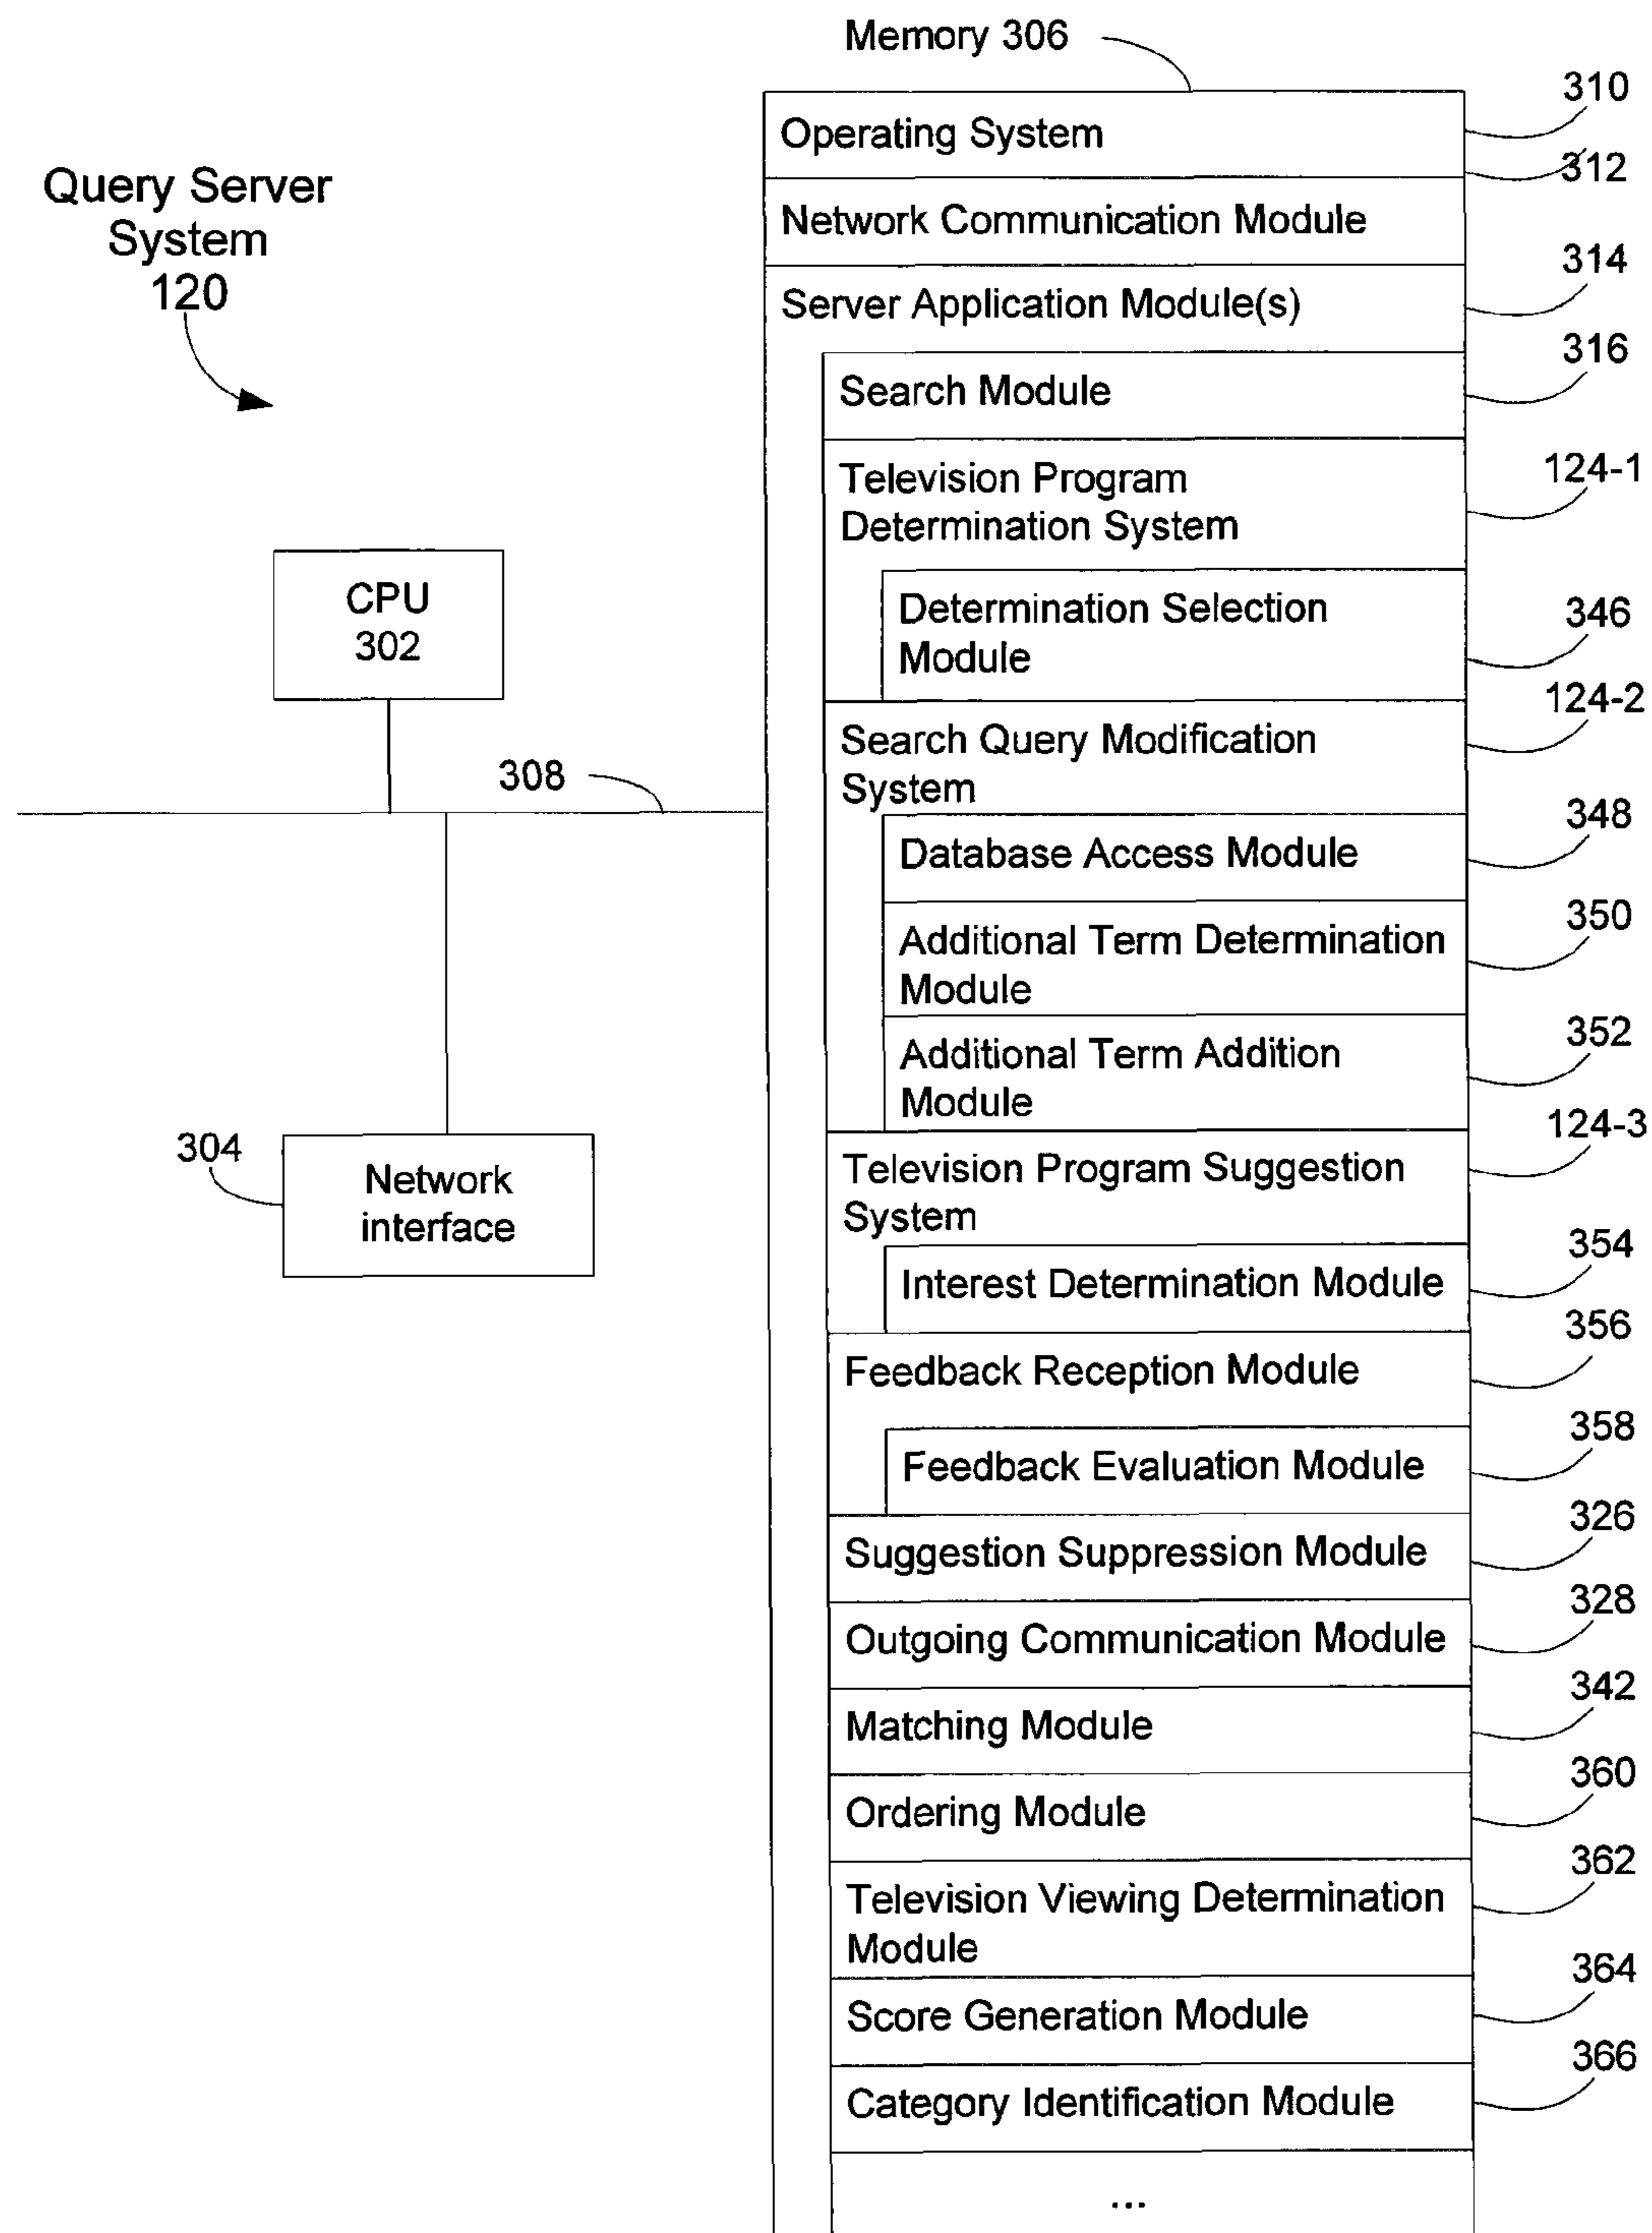 Memory 306
310
Operating System
312
Query Server
System
120
Network Communication Module
314
Server Application Module(s)
316
Search Module
124-1
Television Program
Determination System
346
Determination Selection
Module
CPU
302
124-2
Search Query Modification
System
308
348
Database Access Module
350
Additional Term Determination
Module
352
Additional Term Addition
Module
124-3
304
Network
interface
Television Program Suggestion
System
354
Interest Determination Module
356
Feedback Reception Module
358
Feedback Evaluation Module
326
Suggestion Suppression Module
328
Outgoing Communication Module
342
Matching Module
360
Ordering Module
362
Television Viewing Determination
Module
364
Score Generation Module
366
Category Identification Module
...